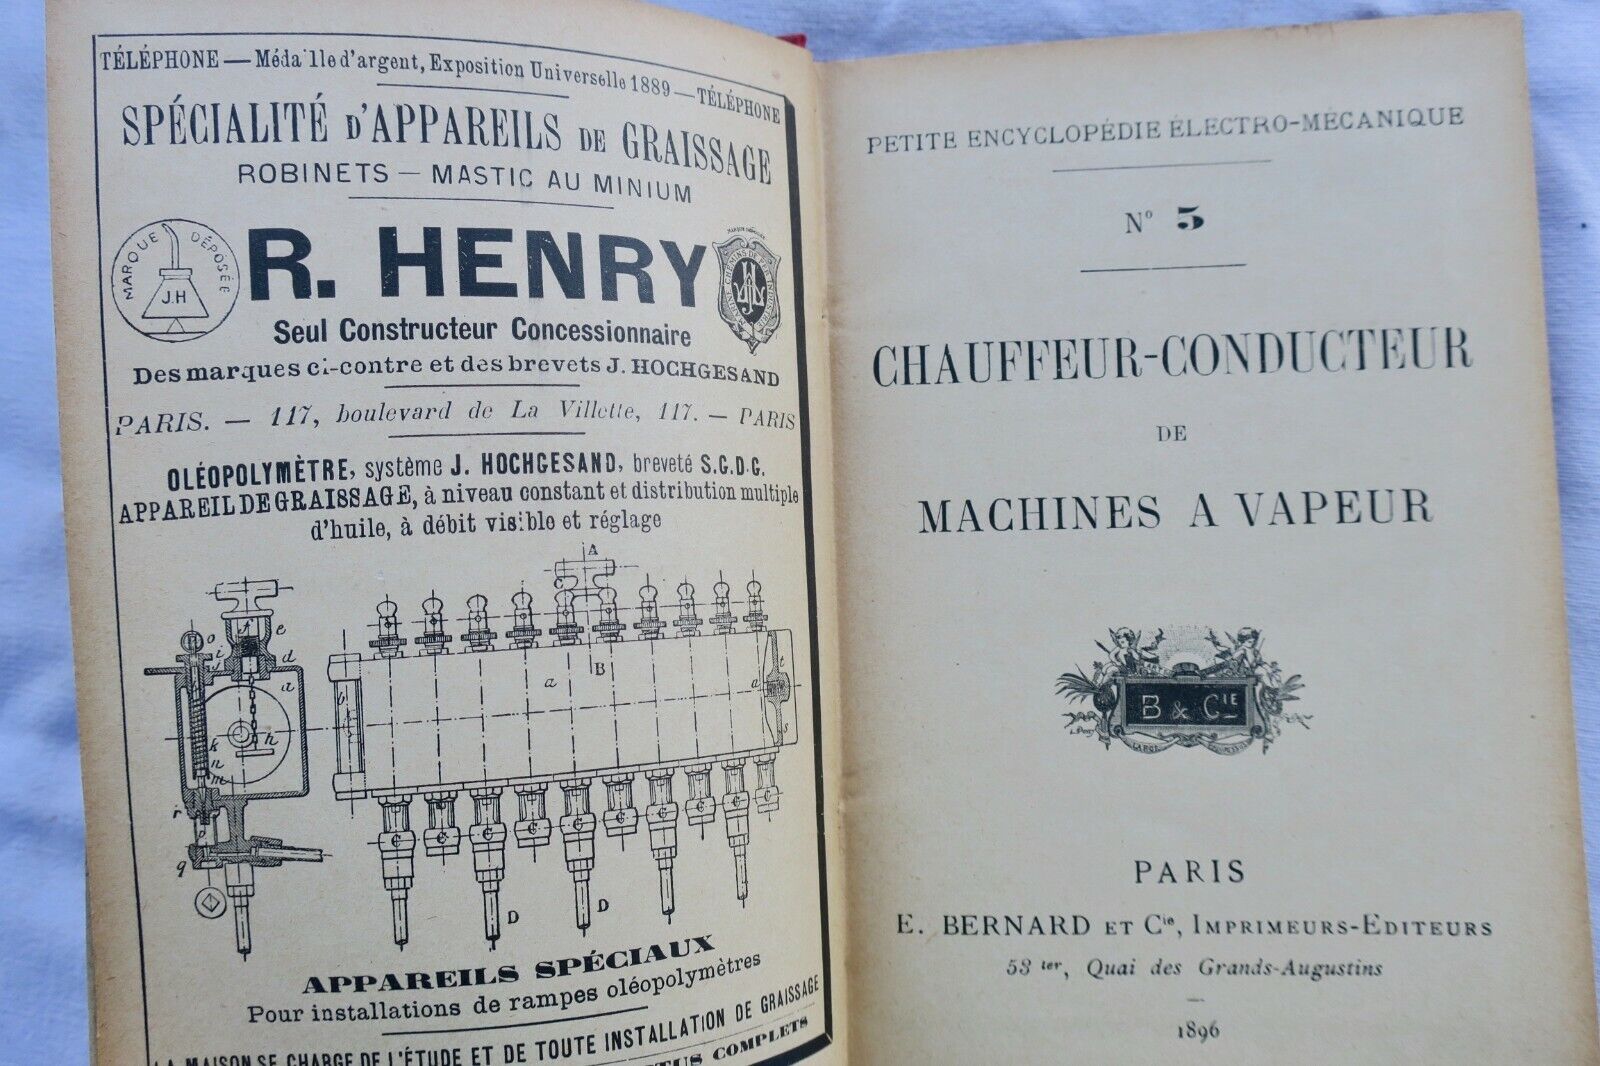 TÉLÉPHONE — Méda'lle d'argent, Exposition Universelle 1889 — TÉLÉPHONE
SPÉCIALITÉ D'APPAREILS DE GRAISSAGE
ROBINETS — MASTIC AU MINIUM
MARQUE DÉPOSÉE
J.H
R. HENRY
Seul Constructeur Concessionnaire
Des marques ci-contre et des brevets J. HOCHGESAND
PARIS. — 117, boulevard de La Villette, 117. — PARIS
OLÉOPOLYMÈTRE, système J. HOCHGESAND, breveté S.G.D.G.
APPAREIL DE GRAISSAGE, à niveau constant et distribution multiple
d'huile, à débit visible et réglage
A
C
f e
o
i
j d
a
B
a
b
t
a
s
k
h
n
m
r
p
q
C C C C C C C C C
D D
APPAREILS SPÉCIAUX
Pour installations de rampes oléopolymètres
LA MAISON SE CHARGE DE L'ÉTUDE ET DE TOUTE INSTALLATION DE GRAISSAGE
COMPLETS
PETITE ENCYCLOPÉDIE ÉLECTRO-MÉCANIQUE
N° 5
CHAUFFEUR-CONDUCTEUR
DE
MACHINES A VAPEUR
B & CIE
PARIS
E. BERNARD ET Cie, IMPRIMEURS-EDITEURS
53 ter, Quai des Grands-Augustins
1896